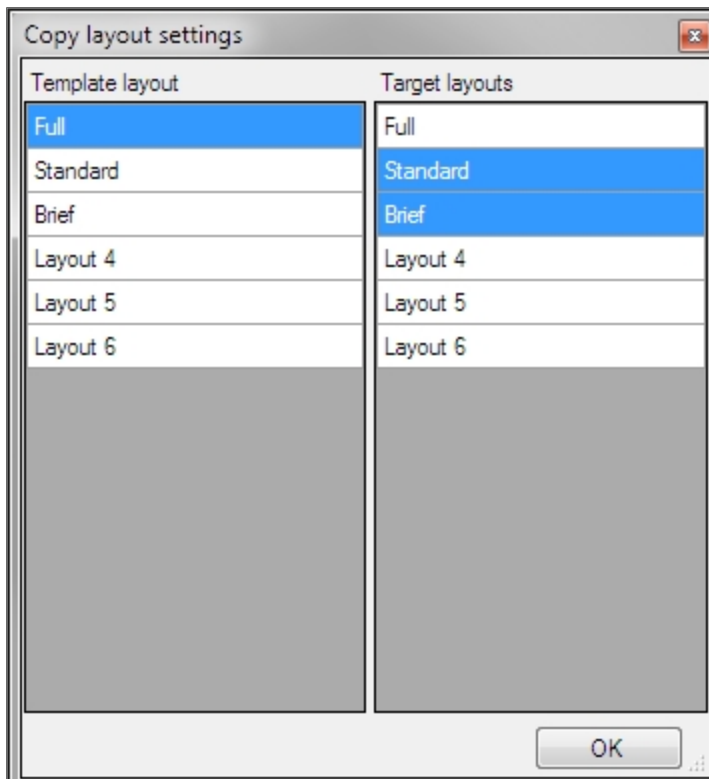 Copy layout settings
Template layout
Full
Standard
Brief
Layout 4
Layout 5
Layout 6
Target layouts
Full
Standard
Brief
Layout 4
Layout 5
Layout 6
OK